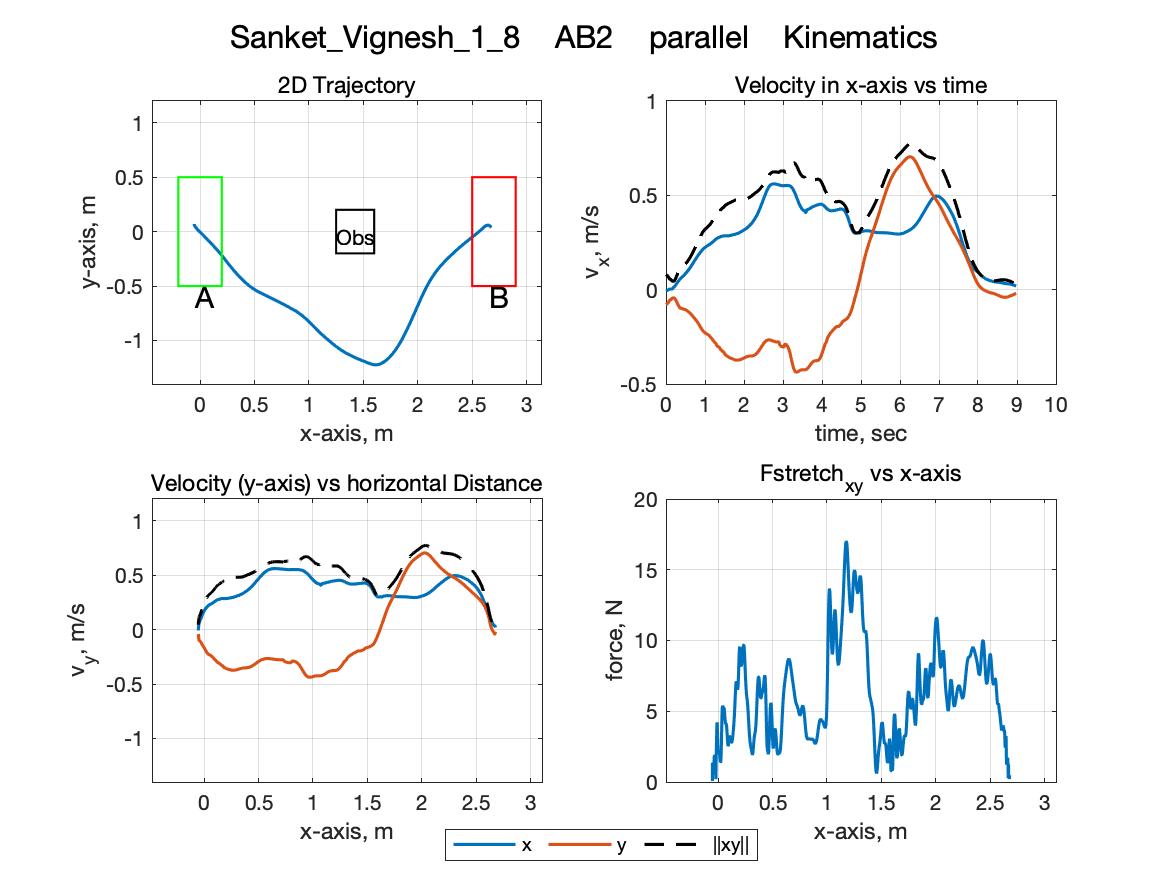 Sanket_Vignesh_1_8 AB2 parallel Kinematics
2D Trajectory
1
0.5
0
-0.5
-1
y-axis, m
Obs
A
B
0 0.5 1 1.5 2 2.5 3
x-axis, m
Velocity in x-axis vs time
1
0.5
0
-0.5
v_x, m/s
0 1 2 3 4 5 6 7 8 9 10
time, sec
Velocity (y-axis) vs horizontal Distance
1
0.5
0
-0.5
-1
v_y, m/s
0 0.5 1 1.5 2 2.5 3
x-axis, m
Fstretch_xy vs x-axis
20
15
10
5
0
force, N
0 0.5 1 1.5 2 2.5 3
x-axis, m
x y ||xy||